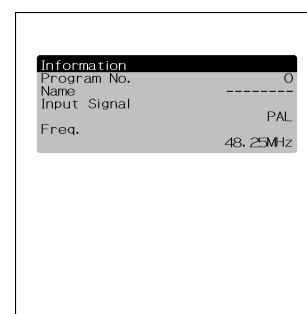 Information
Program No. 0
Name --------
Input Signal
PAL
Freq.
48.25MHz